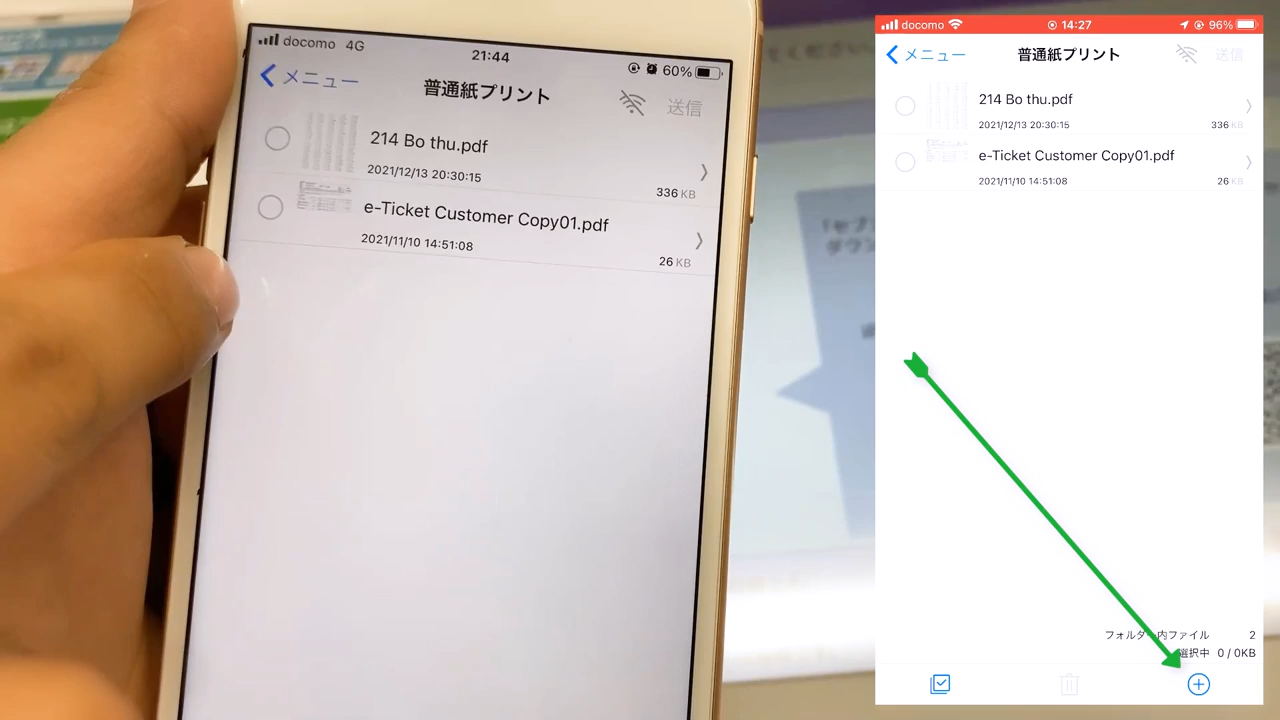 docomo 4G
21:44
60%
メニュー
普通紙プリント
送信
214 Bo thu.pdf
2021/12/13 20:30:15
336 KB
e-Ticket Customer Copy01.pdf
2021/11/10 14:51:08
26 KB
docomo
14:27
96%
メニュー
普通紙プリント
送信
214 Bo thu.pdf
2021/12/13 20:30:15
336 KB
e-Ticket Customer Copy01.pdf
2021/11/10 14:51:08
26 KB
フォルダー内ファイル 2
選択中 0 / 0KB